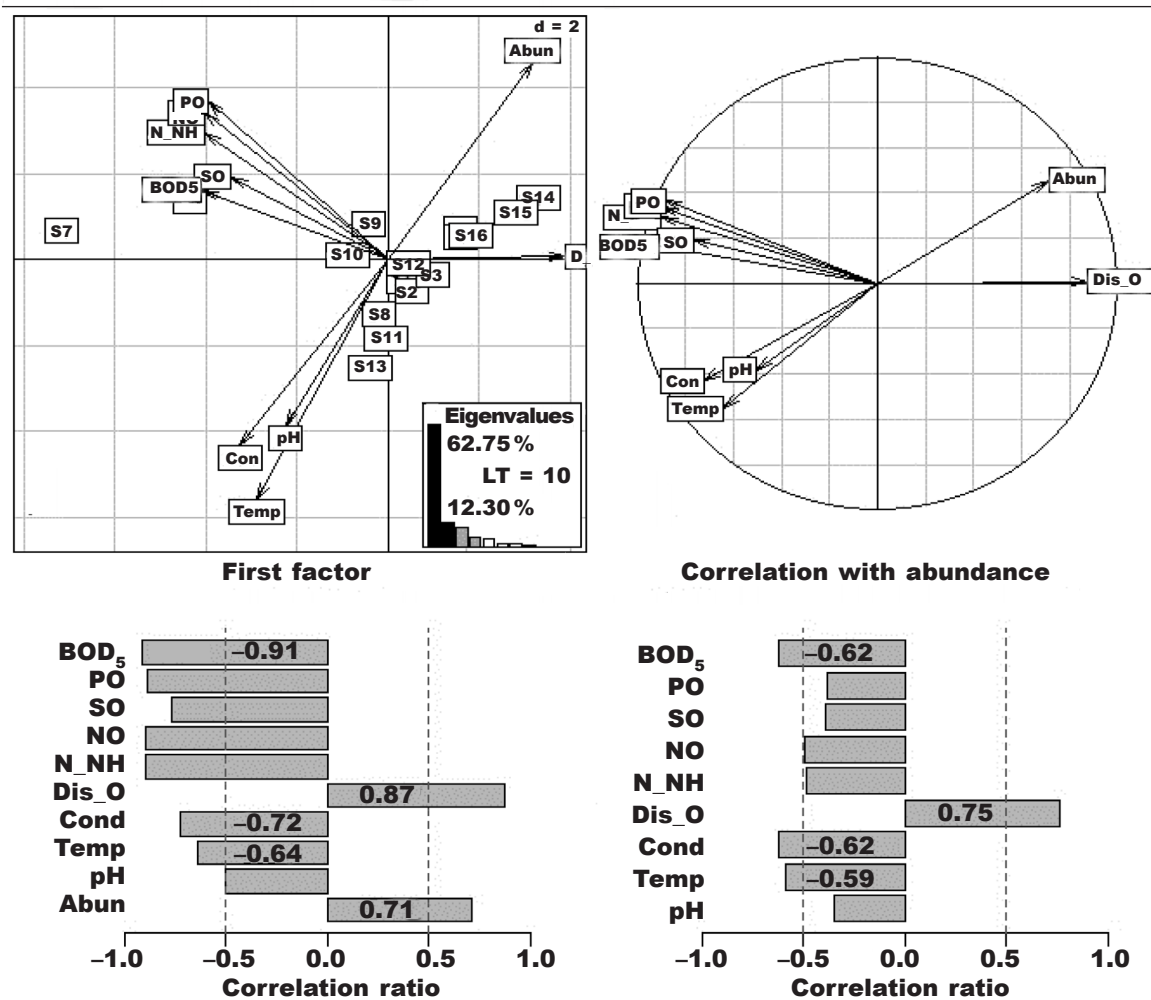 d = 2
Abun
PO
N_NH
SO
BOD5
S7
S9
S10
S14
S15
S16
D_
S12
S3
S2
S8
S11
S13
pH
Con
Temp
Eigenvalues
62.75%
LT = 10
12.30%
First factor
Abun
PO
N_
SO
BOD5
Dis_O
pH
Con
Temp
Correlation with abundance
BOD5 –0.91
PO
SO
NO
N_NH
Dis_O 0.87
Cond –0.72
Temp –0.64
pH
Abun 0.71
–1.0 –0.5 0.0 0.5 1.0
Correlation ratio
BOD5 –0.62
PO
SO
NO
N_NH
Dis_O 0.75
Cond –0.62
Temp –0.59
pH
–1.0 –0.5 0.0 0.5 1.0
Correlation ratio